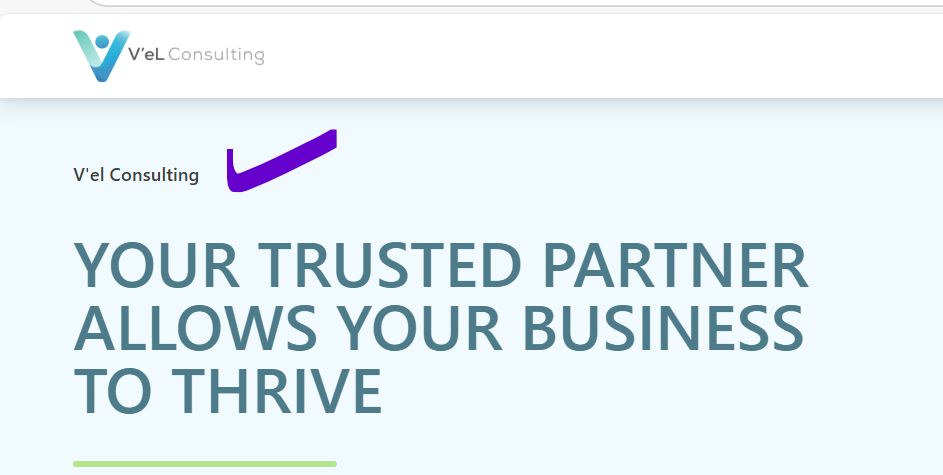 V'eL Consulting
V'el Consulting
YOUR TRUSTED PARTNER
ALLOWS YOUR BUSINESS
TO THRIVE